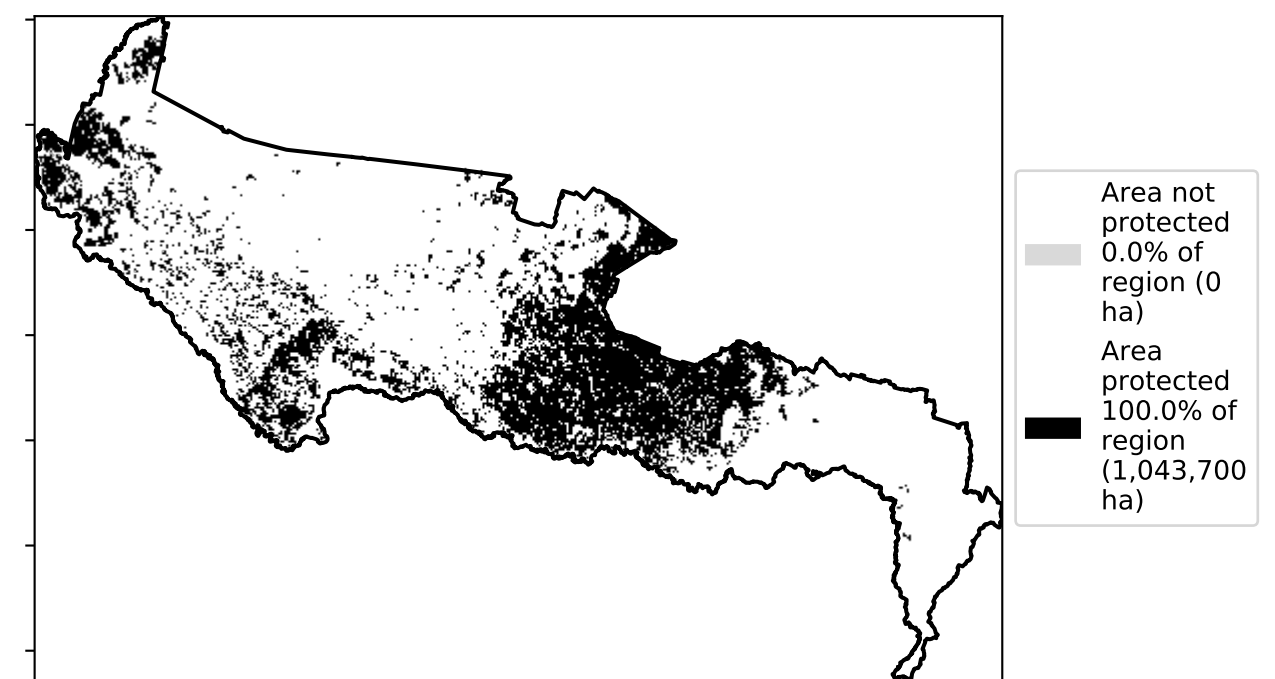 Area not
protected
0.0% of
region (0
ha)
Area
protected
100.0% of
region
(1,043,700
ha)